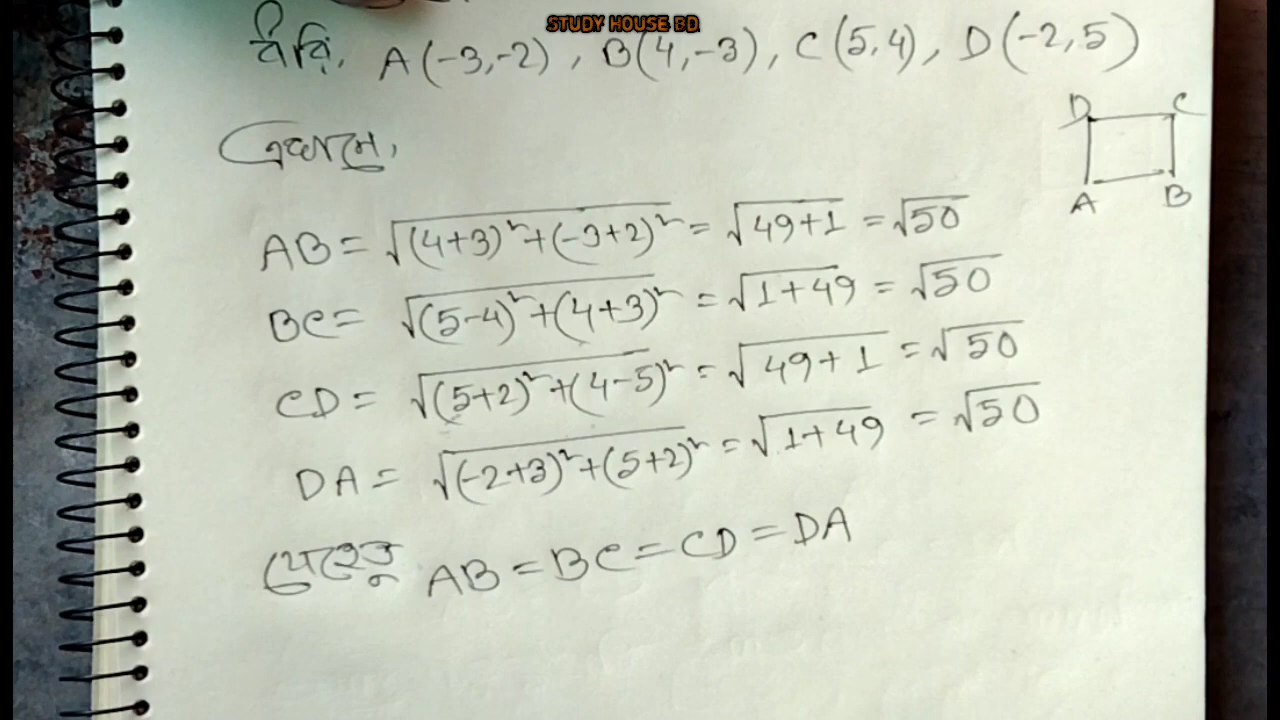 STUDY HOUSE BD
ধরি, A(-3,-2), B(4,-3), C(5,4), D(-2,5)
D C
A B
এখানে,
AB = √(4+3)²+(-3+2)² = √49+1 = √50
BC = √(5-4)²+(4+3)² = √1+49 = √50
CD = √(5+2)²+(4-5)² = √49+1 = √50
DA = √(-2+3)²+(5+2)² = √1+49 = √50
যেহেতু AB = BC = CD = DA